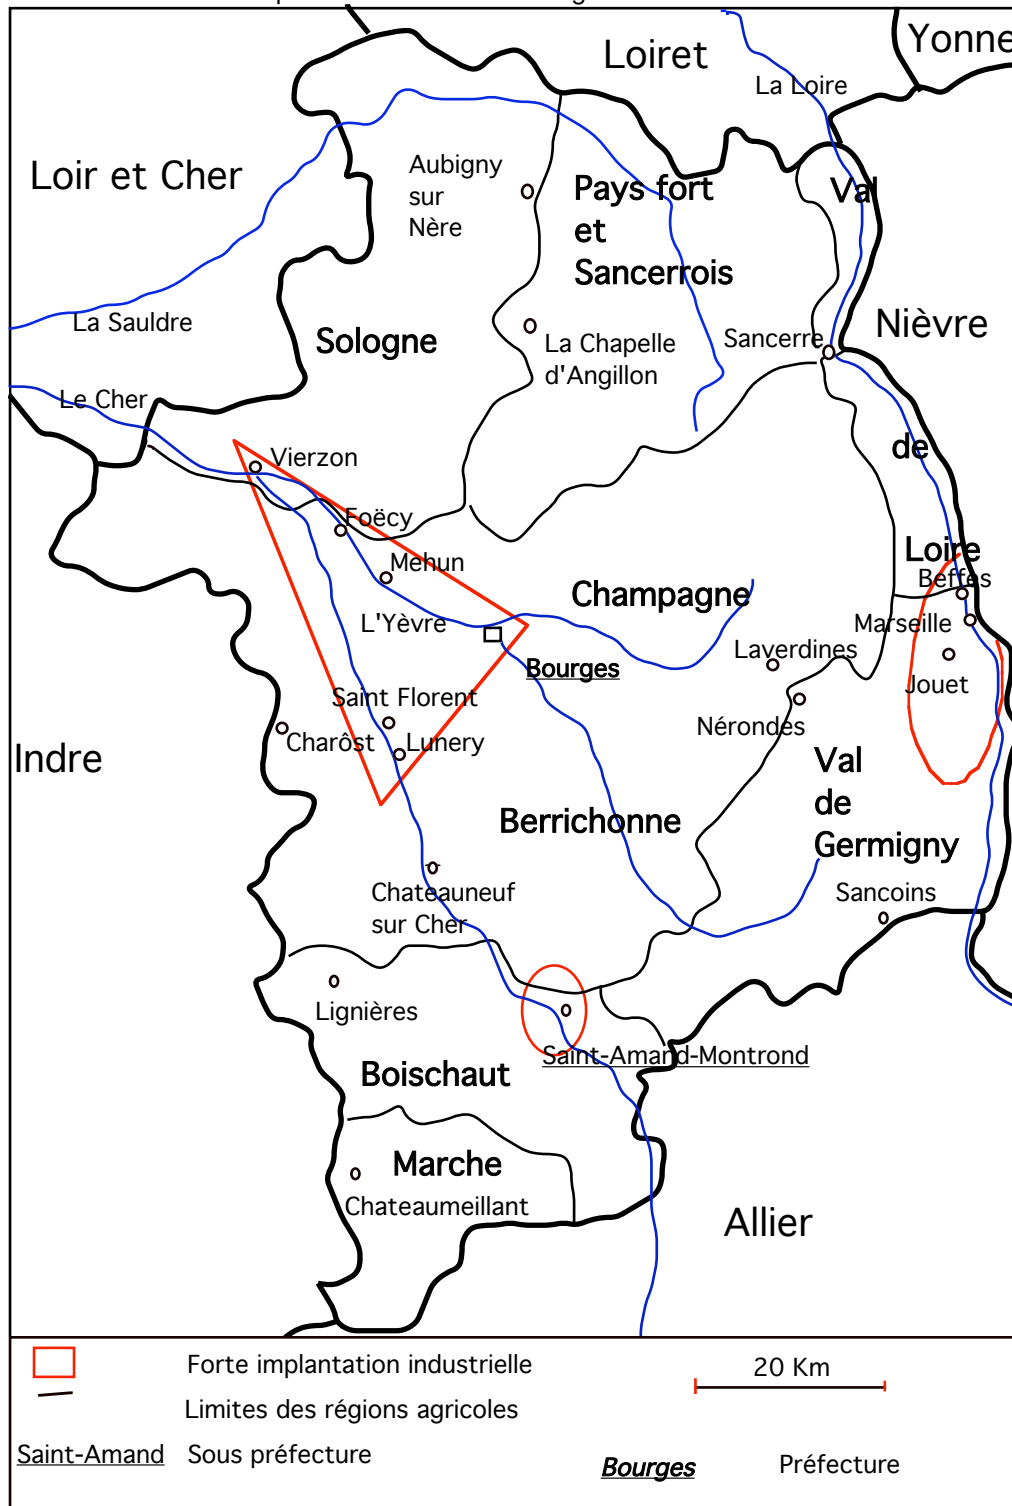 Loiret
Yonne
La Loire
Loir et Cher
Aubigny
sur
Nère
Pays fort
et
Sancerrois
Val
La Sauldre
Sologne
La Chapelle
d'Angillon
Sancerre
Nièvre
Le Cher
de
Vierzon
Foëcy
Mehun
Loire
Beffes
Champagne
L'Yèvre
Marseille
Bourges
Laverdines
Jouet
Saint Florent
Nérondes
Charôst
Lunery
Indre
Val
de
Germigny
Berrichonne
Chateauneuf
sur Cher
Sancoins
Lignières
Saint-Amand-Montrond
Boischaut
Marche
Chateaumeillant
Allier
Forte implantation industrielle
20 Km
Limites des régions agricoles
Saint-Amand Sous préfecture
Bourges Préfecture